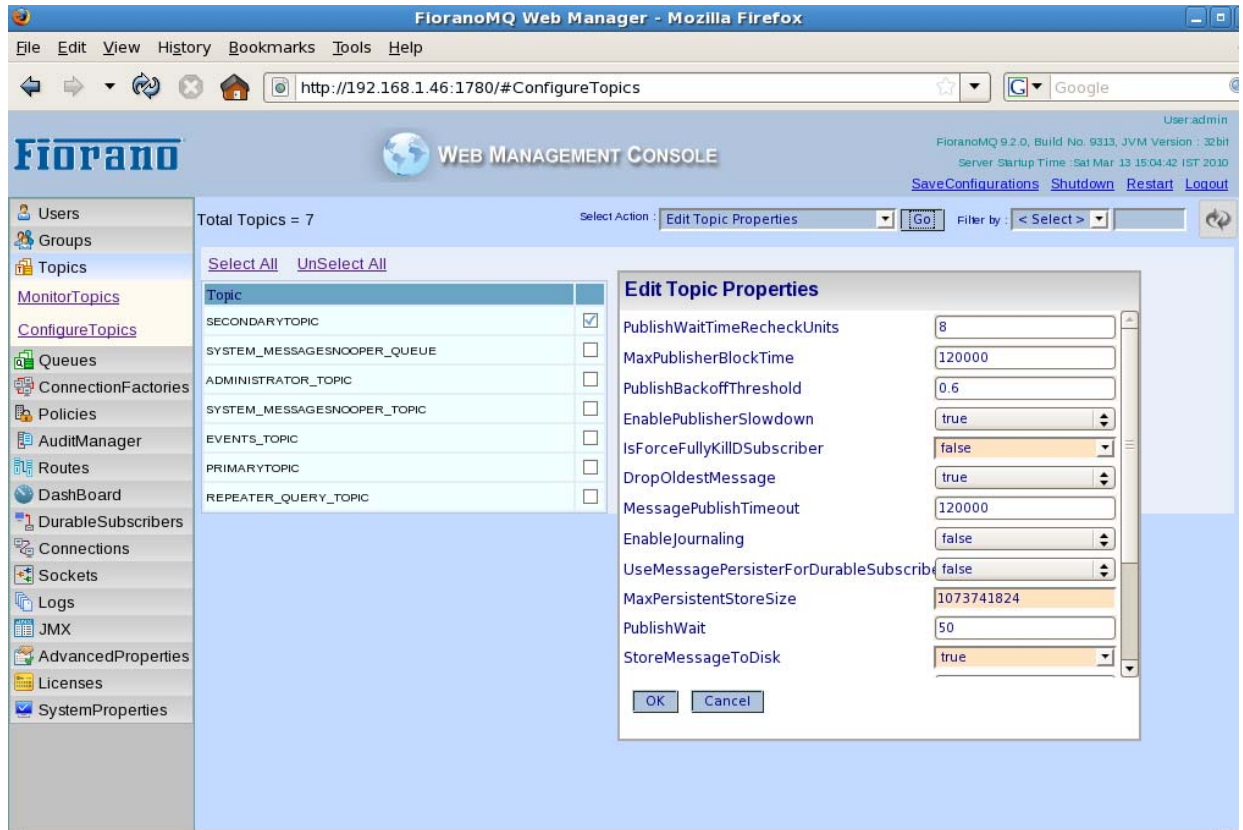 FioranoMQ Web Manager - Mozilla Firefox
File Edit View History Bookmarks Tools Help
http://192.168.1.46:1780/#ConfigureTopics
G Google
Fiorano
WEB MANAGEMENT CONSOLE
User:admin
FioranoMQ 9.2.0, Build No. 9313, JVM Version : 32bit
Server Startup Time :Sat Mar 13 15:04:42 IST 2010
SaveConfigurations Shutdown Restart Logout
Users
Groups
Topics
MonitorTopics
ConfigureTopics
Queues
ConnectionFactories
Policies
AuditManager
Routes
DashBoard
DurableSubscribers
Connections
Sockets
Logs
JMX
AdvancedProperties
Licenses
SystemProperties
Total Topics = 7
Select Action : Edit Topic Properties Go Filter by : < Select >
Select All UnSelect All
Topic
SECONDARYTOPIC
SYSTEM_MESSAGESNOOPER_QUEUE
ADMINISTRATOR_TOPIC
SYSTEM_MESSAGESNOOPER_TOPIC
EVENTS_TOPIC
PRIMARYTOPIC
REPEATER_QUERY_TOPIC
Edit Topic Properties
PublishWaitTimeRecheckUnits 8
MaxPublisherBlockTime 120000
PublishBackoffThreshold 0.6
EnablePublisherSlowdown true
IsForceFullyKillDSubscriber false
DropOldestMessage true
MessagePublishTimeout 120000
EnableJournaling false
UseMessagePersisterForDurableSubscribe false
MaxPersistentStoreSize 1073741824
PublishWait 50
StoreMessageToDisk true
OK Cancel